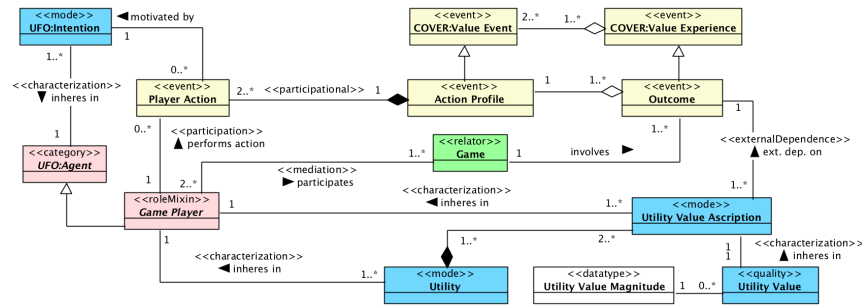 <<mode>>
UFO:Intention
motivated by
1
0..*
1..*
<<event>>
COVER:Value Event
2..*
1..*
<<event>>
COVER:Value Experience
<<characterization>>
inheres in
1
<<event>>
Player Action
2..*
<<participational>>
1
<<event>>
Action Profile
1
1..*
<<event>>
Outcome
1
1..*
0..*
<<participation>>
performs action
1
<<category>>
UFO:Agent
<<relator>>
Game
1..*
1
involves
<<externalDependence>>
ext. dep. on
1..*
<<mediation>>
participates
2..*
<<roleMixin>>
Game Player
1
<<characterization>>
inheres in
1..*
<<mode>>
Utility Value Ascription
1
<<characterization>>
inheres in
1..*
1..*
2..*
<<mode>>
Utility
1
1
<<characterization>>
inheres in
<<datatype>>
Utility Value Magnitude
1
0..*
<<quality>>
Utility Value